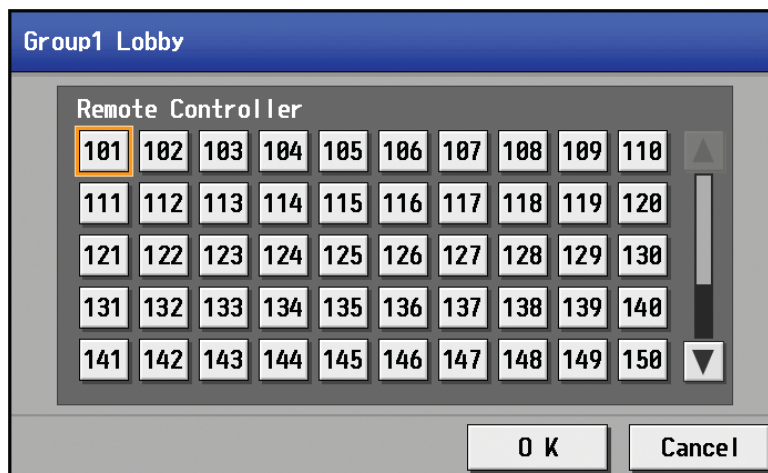 Group1 Lobby
Remote Controller
101 102 103 104 105 106 107 108 109 110
111 112 113 114 115 116 117 118 119 120
121 122 123 124 125 126 127 128 129 130
131 132 133 134 135 136 137 138 139 140
141 142 143 144 145 146 147 148 149 150
O K Cancel